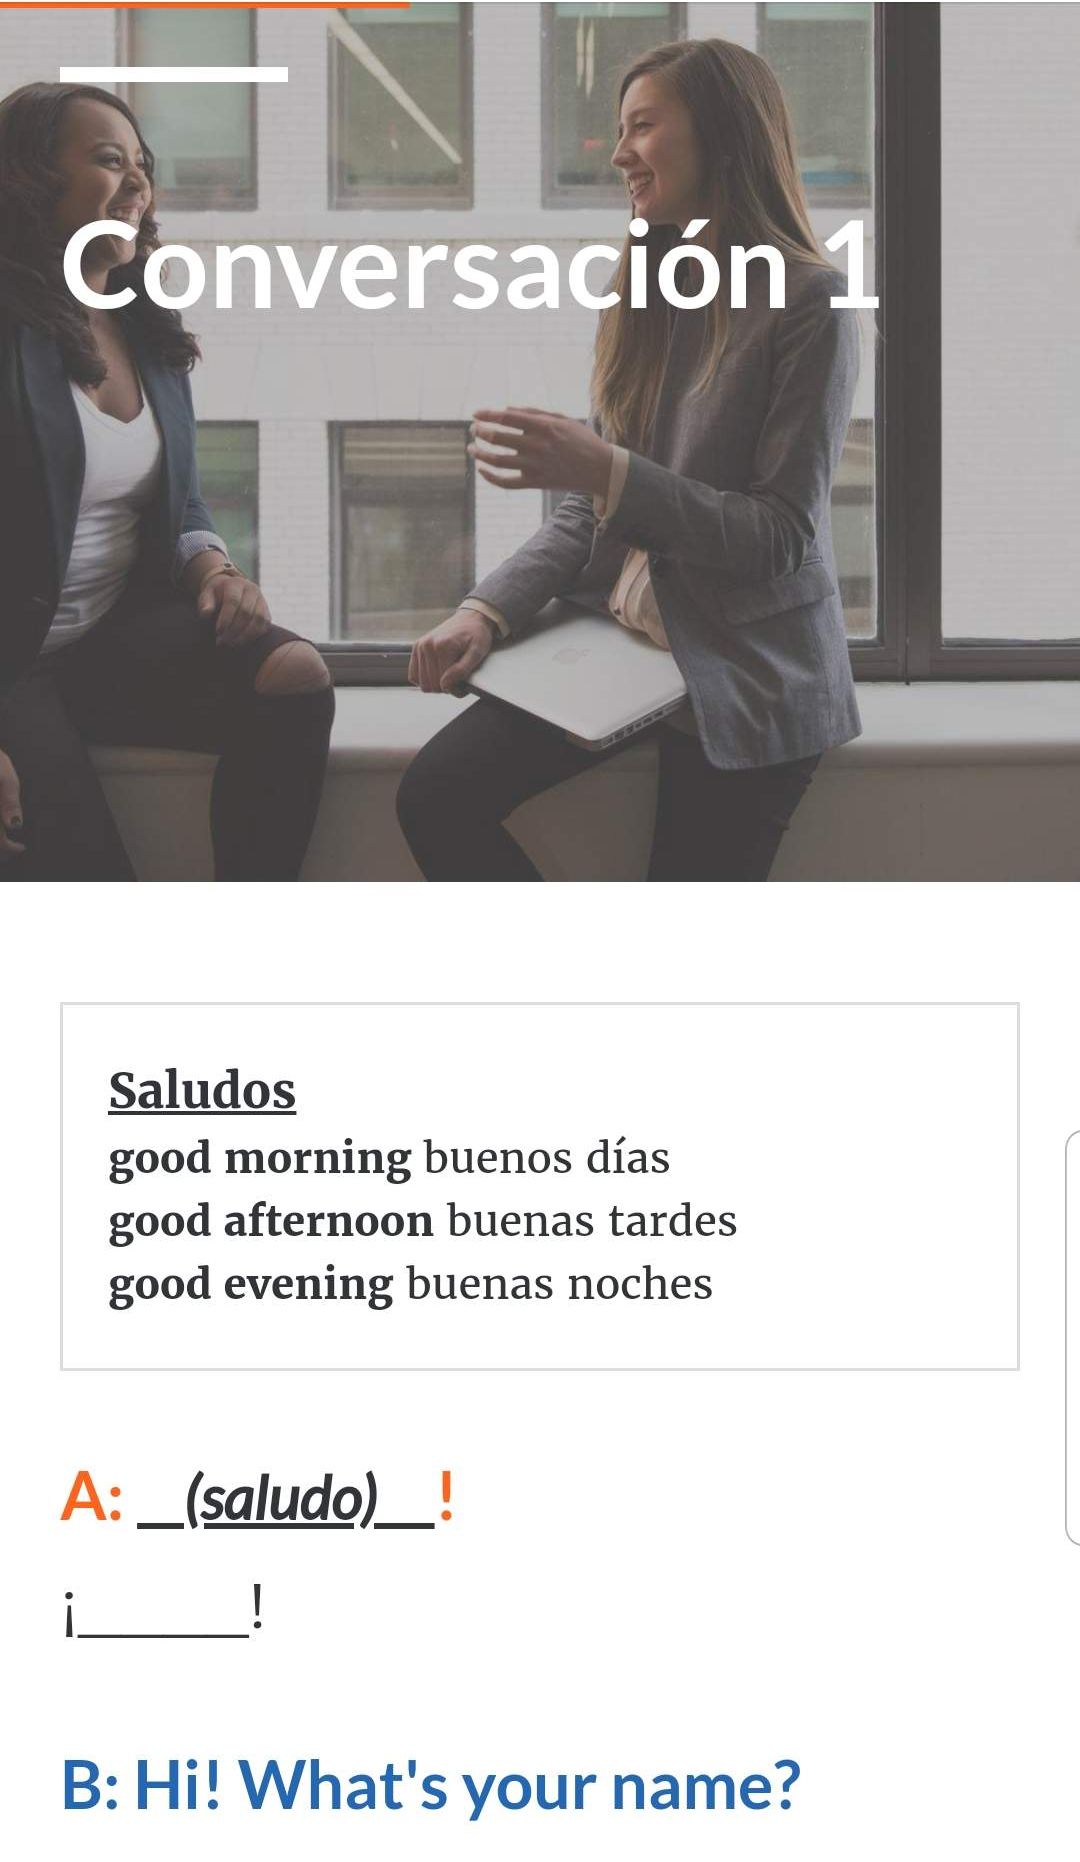 Conversación 1
Saludos
good morning buenos días
good afternoon buenas tardes
good evening buenas noches
A: __(saludo)___!
¡______!
B: Hi! What's your name?